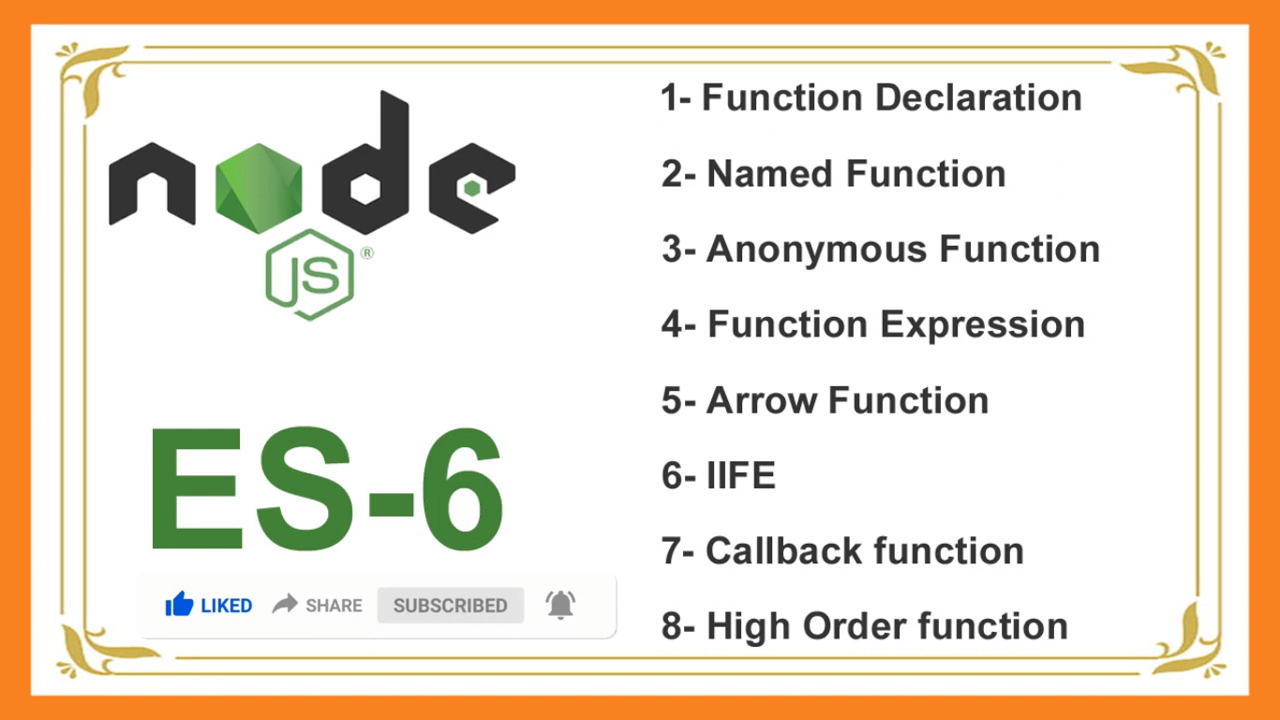 node
JS®
ES-6
LIKED SHARE SUBSCRIBED
1- Function Declaration
2- Named Function
3- Anonymous Function
4- Function Expression
5- Arrow Function
6- IIFE
7- Callback function
8- High Order function